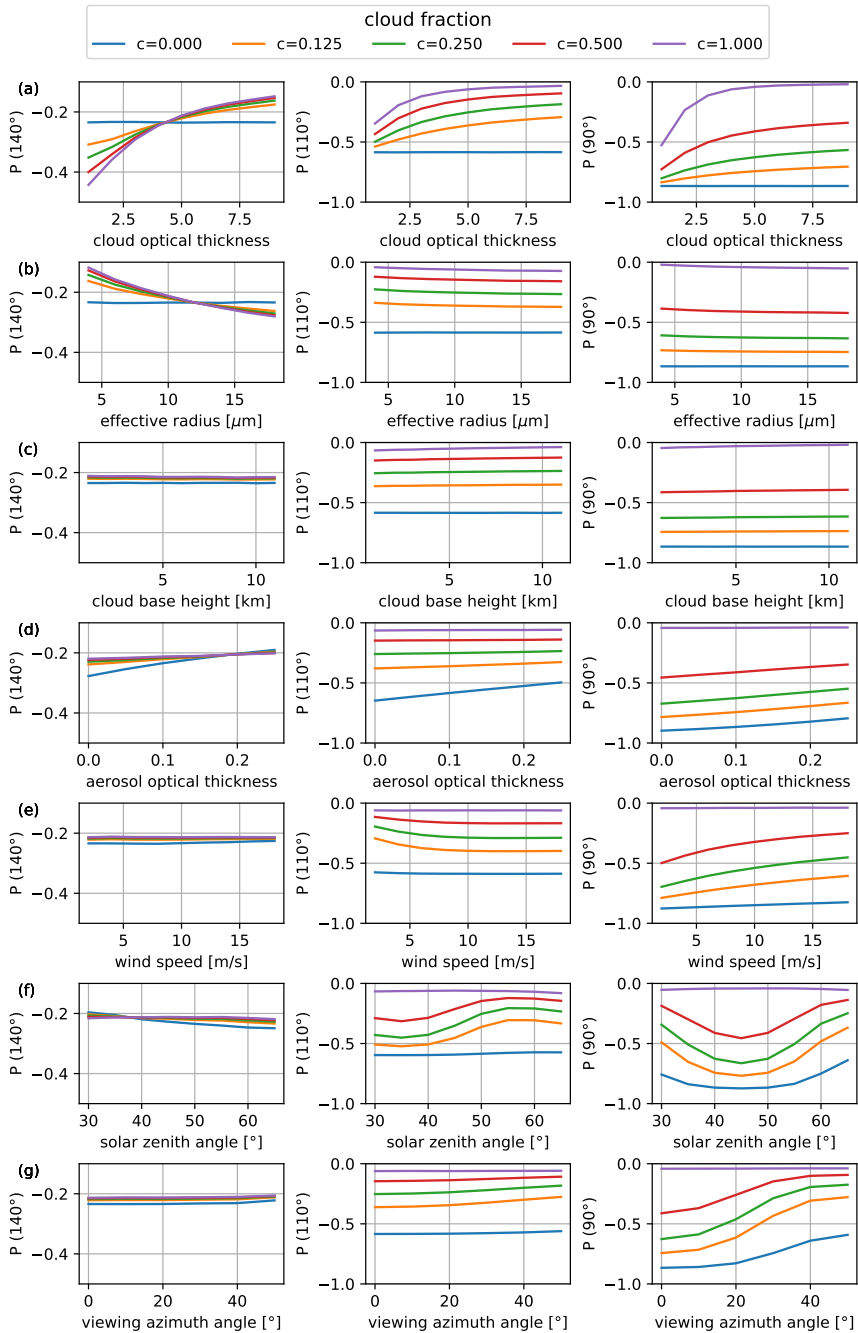 cloud fraction
c=0.000 c=0.125 c=0.250 c=0.500 c=1.000
(a)
P (140°) −0.2 −0.4
2.5 5.0 7.5
cloud optical thickness
P (110°) 0.0 −0.5 −1.0
2.5 5.0 7.5
cloud optical thickness
P (90°) 0.0 −0.5 −1.0
2.5 5.0 7.5
cloud optical thickness
(b)
P (140°) −0.2 −0.4
5 10 15
effective radius [μm]
P (110°) 0.0 −0.5 −1.0
5 10 15
effective radius [μm]
P (90°) 0.0 −0.5 −1.0
5 10 15
effective radius [μm]
(c)
P (140°) −0.2 −0.4
5 10
cloud base height [km]
P (110°) 0.0 −0.5 −1.0
5 10
cloud base height [km]
P (90°) 0.0 −0.5 −1.0
5 10
cloud base height [km]
(d)
P (140°) −0.2 −0.4
0.0 0.1 0.2
aerosol optical thickness
P (110°) 0.0 −0.5 −1.0
0.0 0.1 0.2
aerosol optical thickness
P (90°) 0.0 −0.5 −1.0
0.0 0.1 0.2
aerosol optical thickness
(e)
P (140°) −0.2 −0.4
5 10 15
wind speed [m/s]
P (110°) 0.0 −0.5 −1.0
5 10 15
wind speed [m/s]
P (90°) 0.0 −0.5 −1.0
5 10 15
wind speed [m/s]
(f)
P (140°) −0.2 −0.4
30 40 50 60
solar zenith angle [°]
P (110°) 0.0 −0.5 −1.0
30 40 50 60
solar zenith angle [°]
P (90°) 0.0 −0.5 −1.0
30 40 50 60
solar zenith angle [°]
(g)
P (140°) −0.2 −0.4
0 20 40
viewing azimuth angle [°]
P (110°) 0.0 −0.5 −1.0
0 20 40
viewing azimuth angle [°]
P (90°) 0.0 −0.5 −1.0
0 20 40
viewing azimuth angle [°]